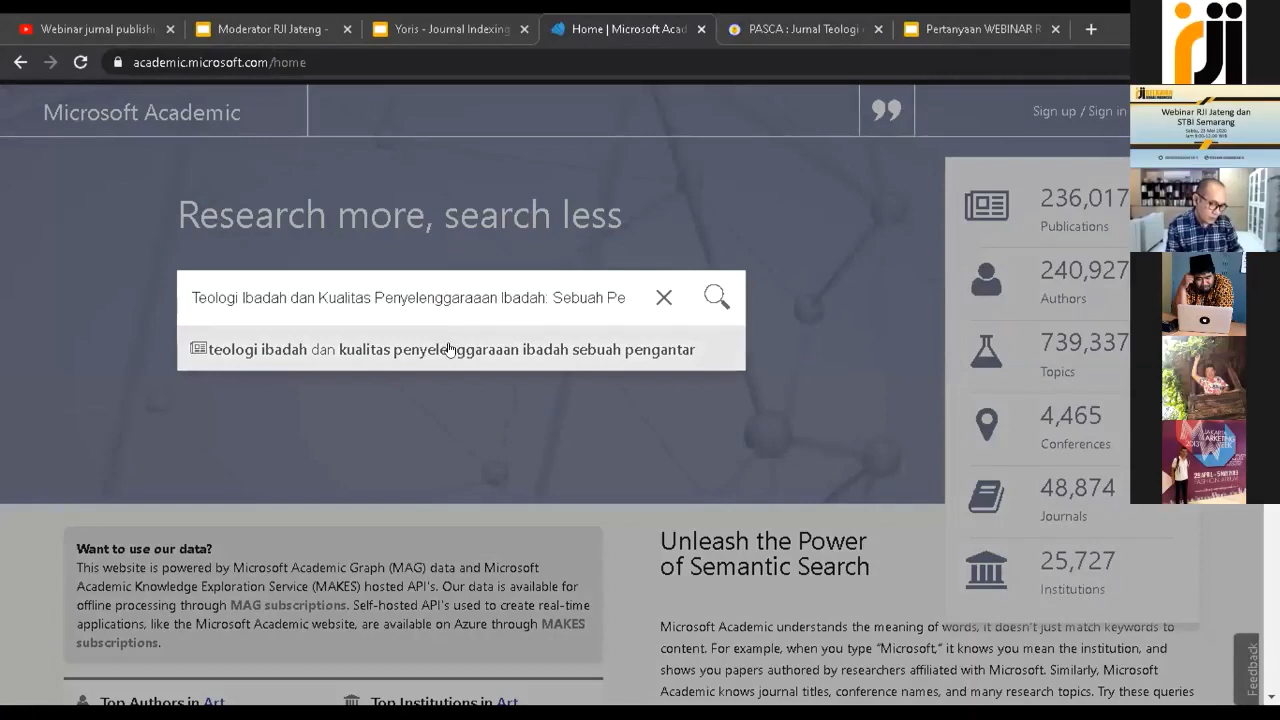 Webinar jurnal publish
Moderator RJI Jateng -
Yoris - Journal Indexing
Home | Microsoft Acad
PASCA : Jurnal Teologi
Pertanyaan WEBINAR R
academic.microsoft.com/home
rji
Webinar RJI Jateng dan
STBI Semarang
Sabtu, 23 Mei 2020
Microsoft Academic
Sign up / Sign in
Research more, search less
Teologi Ibadah dan Kualitas Penyelenggaraaan Ibadah: Sebuah Pe
teologi ibadah dan kualitas penyelenggaraaan ibadah sebuah pengantar
236,017
Publications
240,927
Authors
739,337
Topics
4,465
Conferences
48,874
Journals
25,727
Institutions
JAKARTA
MARKETING
WEEK
2013
Want to use our data?
This website is powered by Microsoft Academic Graph (MAG) data and Microsoft
Academic Knowledge Exploration Service (MAKES) hosted API's. Our data is available for
offline processing through MAG subscriptions. Self-hosted API's used to create real-time
applications, like the Microsoft Academic website, are available on Azure through MAKES
subscriptions.
Top Authors in Art
Top Institutions in Art
Unleash the Power
of Semantic Search
Microsoft Academic understands the meaning of words, it doesn't just match keywords to
content. For example, when you type "Microsoft," it knows you mean the institution, and
shows you papers authored by researchers affiliated with Microsoft. Similarly, Microsoft
Academic knows journal titles, conference names, and many research topics. Try these queries
Feedback